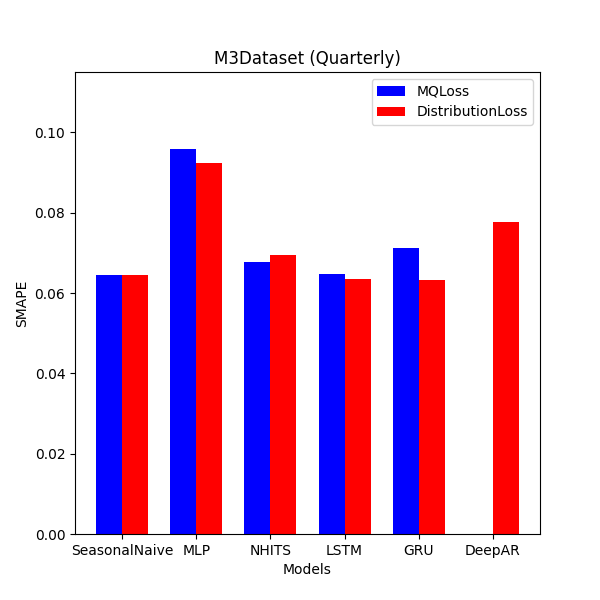 M3Dataset (Quarterly)
MQLoss
DistributionLoss
0.10
0.08
0.06
0.04
0.02
0.00
SMAPE
SeasonalNaive MLP NHITS LSTM GRU DeepAR
Models